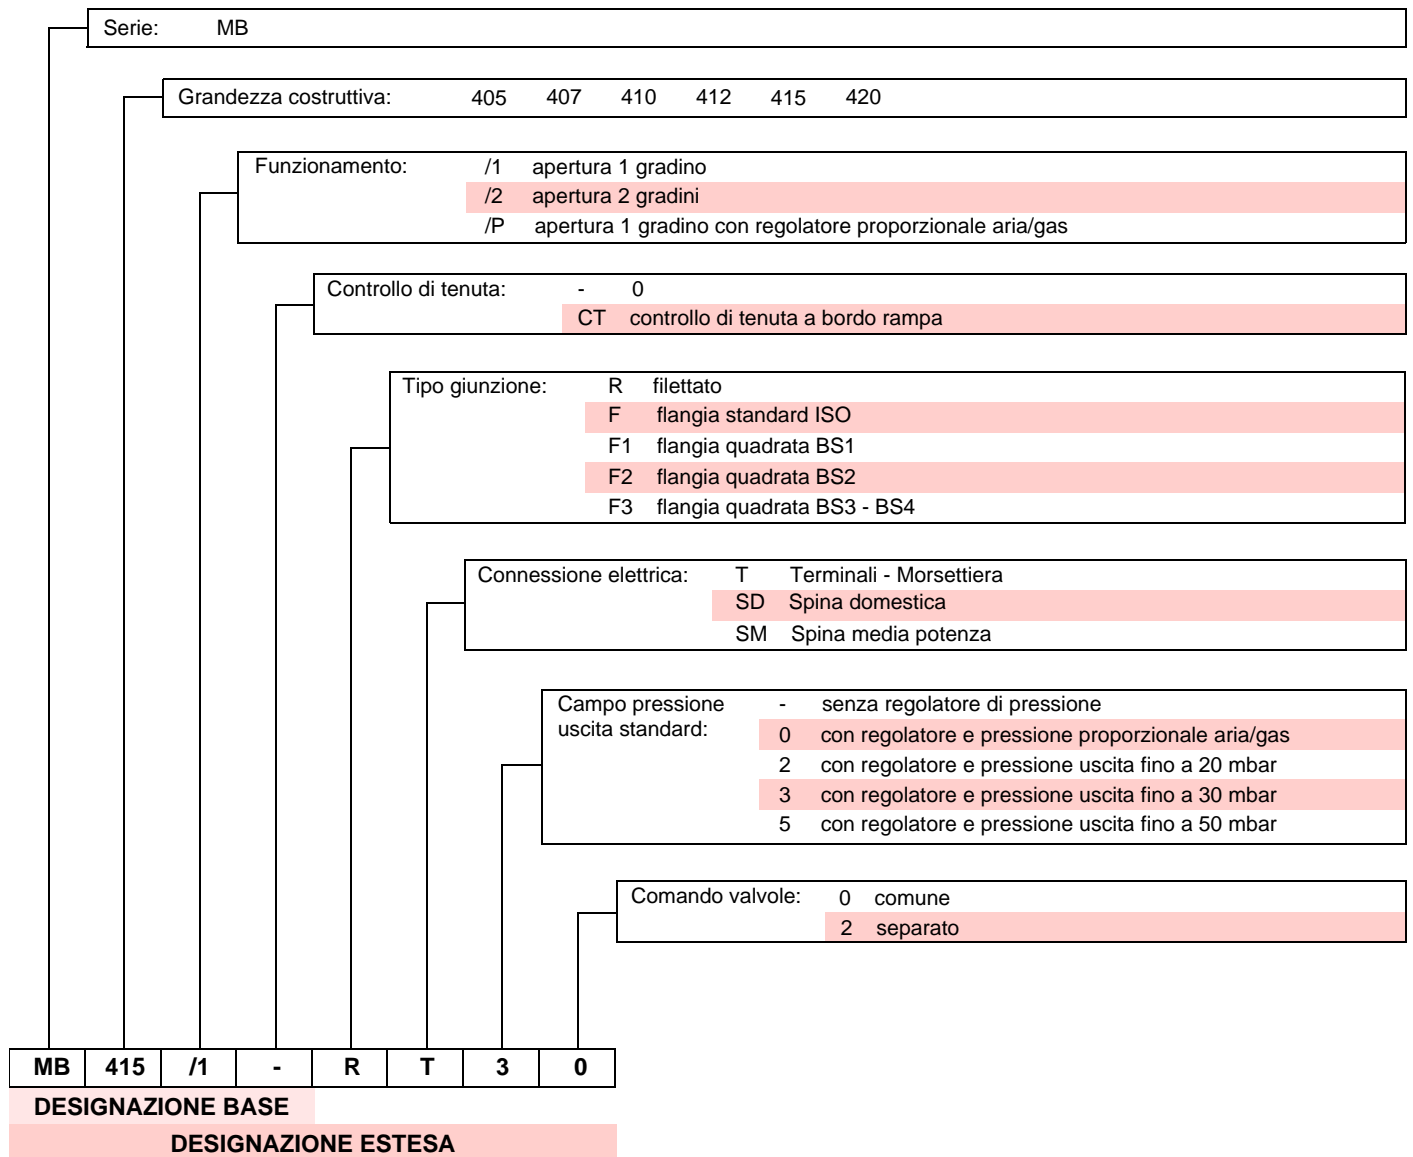 Serie: MB
Grandezza costruttiva: 405 407 410 412 415 420
Funzionamento: /1 apertura 1 gradino
/2 apertura 2 gradini
/P apertura 1 gradino con regolatore proporzionale aria/gas
Controllo di tenuta: - 0
CT controllo di tenuta a bordo rampa
Tipo giunzione: R filettato
F flangia standard ISO
F1 flangia quadrata BS1
F2 flangia quadrata BS2
F3 flangia quadrata BS3 - BS4
Connessione elettrica: T Terminali - Morsettiera
SD Spina domestica
SM Spina media potenza
Campo pressione - senza regolatore di pressione
uscita standard: 0 con regolatore e pressione proporzionale aria/gas
2 con regolatore e pressione uscita fino a 20 mbar
3 con regolatore e pressione uscita fino a 30 mbar
5 con regolatore e pressione uscita fino a 50 mbar
Comando valvole: 0 comune
2 separato
MB 415 /1 - R T 3 0
DESIGNAZIONE BASE
DESIGNAZIONE ESTESA